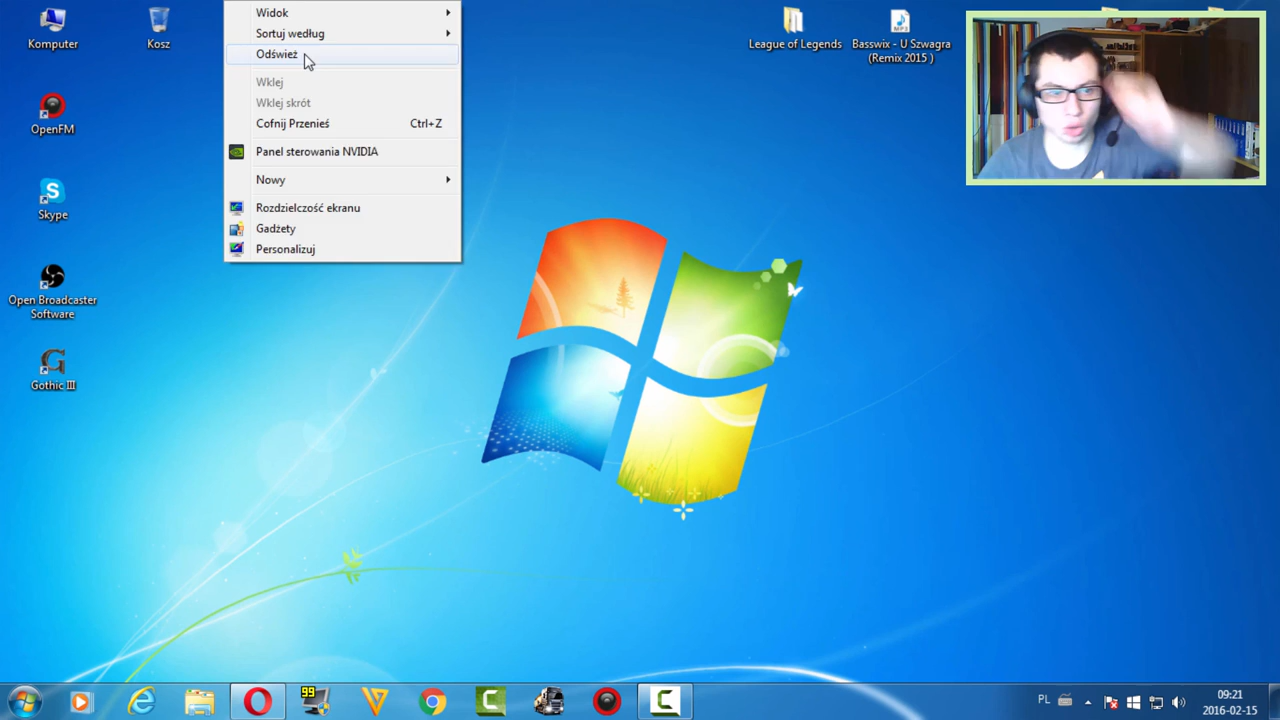 Komputer
Kosz
OpenFM
Skype
Open Broadcaster
Software
Gothic III
Widok
Sortuj według
Odśwież
Wklej
Wklej skrót
Cofnij Przenieś Ctrl+Z
Panel sterowania NVIDIA
Nowy
Rozdzielczość ekranu
Gadżety
Personalizuj
League of Legends
MP3
Basswix - U Szwagra
(Remix 2015 )
99
PL
09:21
2016-02-15